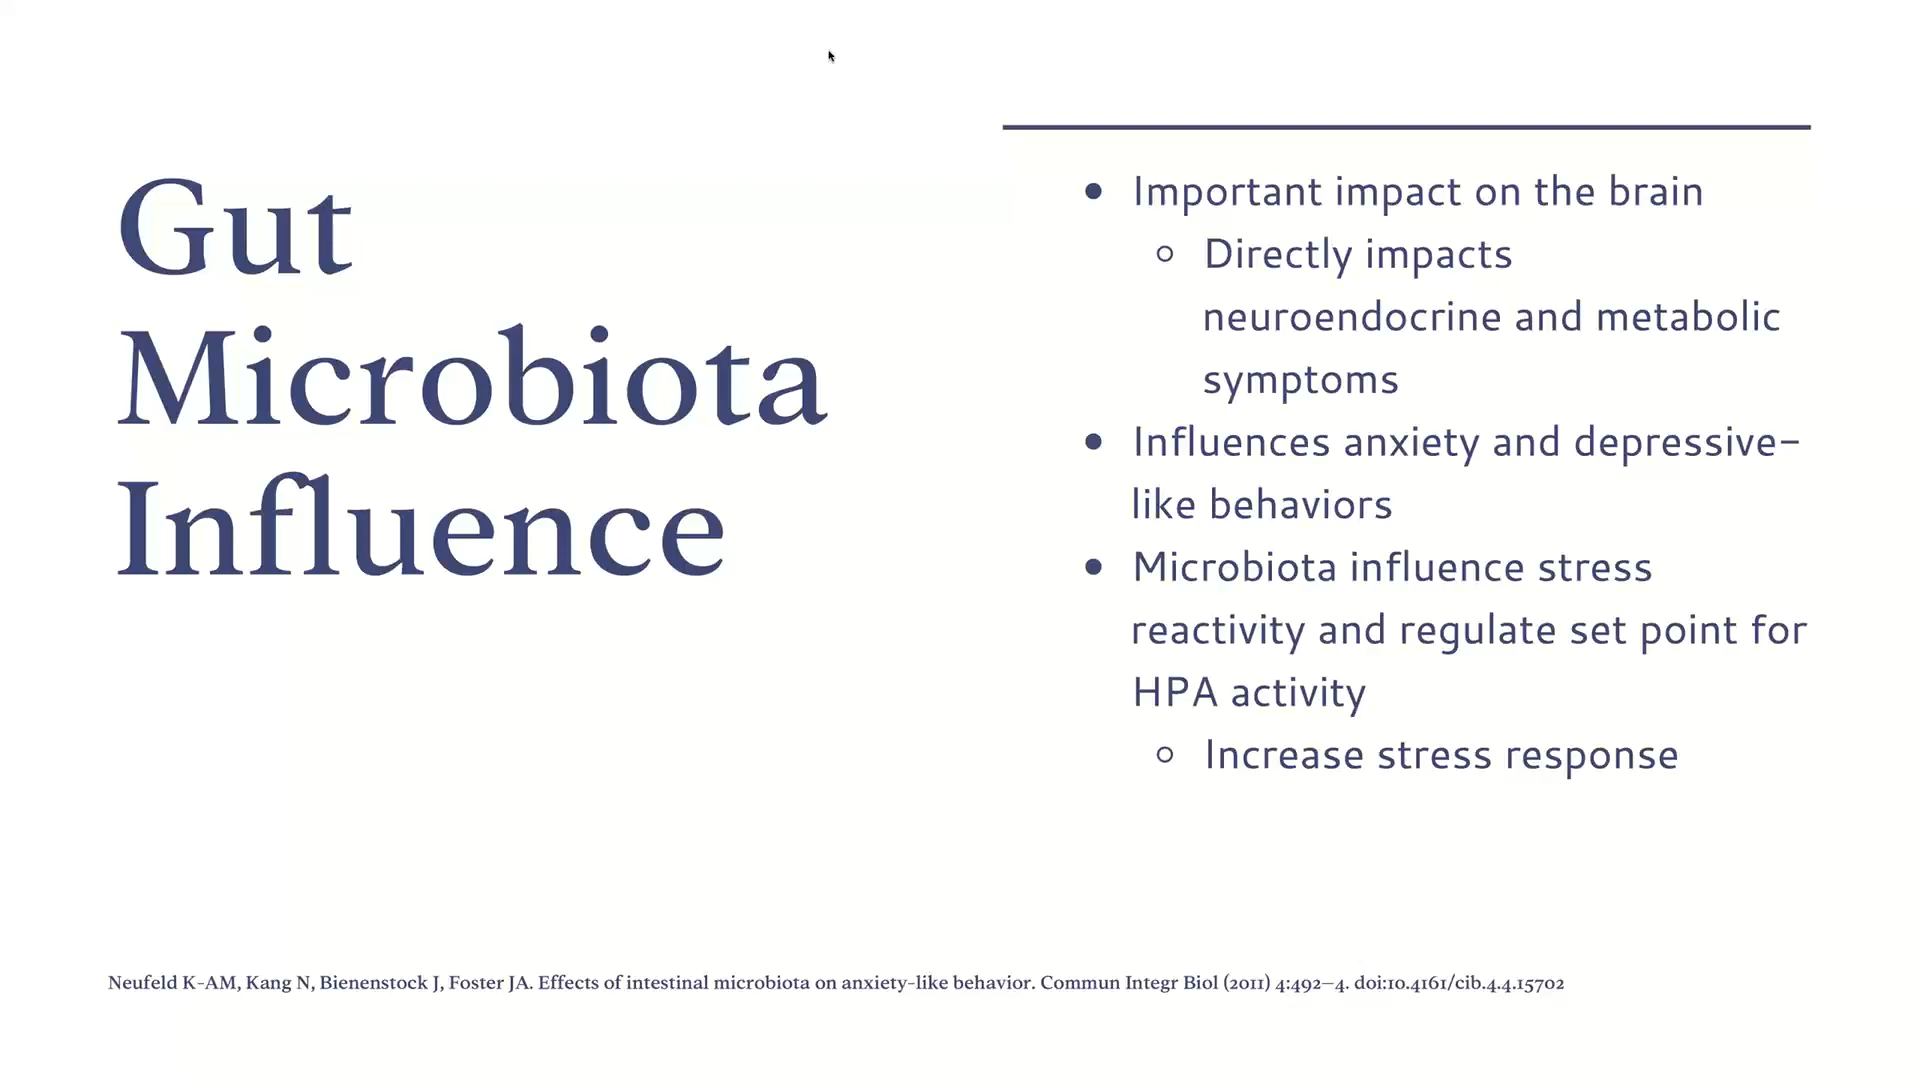 Gut
Microbiota
Influence
• Important impact on the brain
○ Directly impacts
neuroendocrine and metabolic
symptoms
• Influences anxiety and depressive-
like behaviors
• Microbiota influence stress
reactivity and regulate set point for
HPA activity
○ Increase stress response
Neufeld K-AM, Kang N, Bienenstock J, Foster JA. Effects of intestinal microbiota on anxiety-like behavior. Commun Integr Biol (2011) 4:492–4. doi:10.4161/cib.4.4.15702